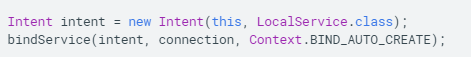 Intent intent = new Intent(this, LocalService.class);
bindService(intent, connection, Context.BIND_AUTO_CREATE);